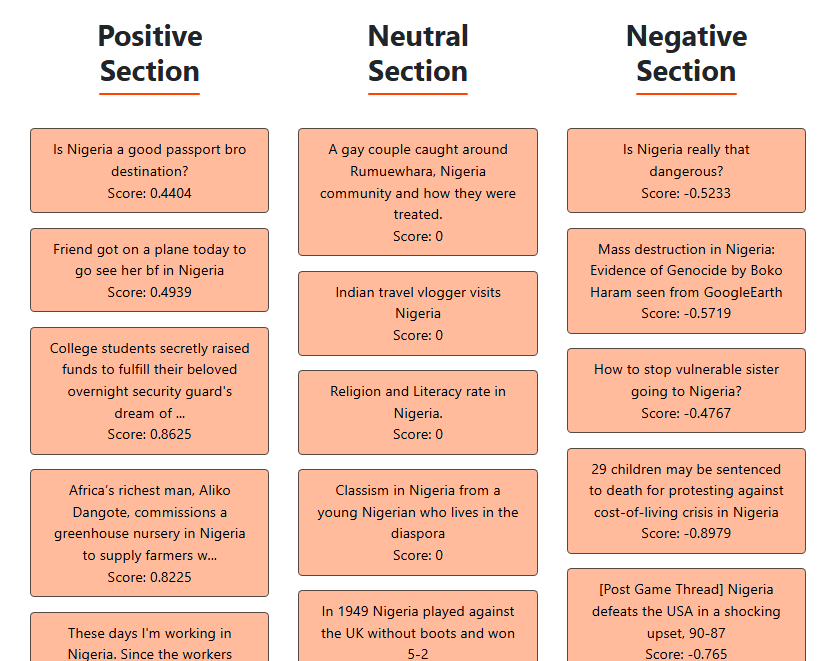 Positive
Section
Is Nigeria a good passport bro
destination?
Score: 0.4404
Friend got on a plane today to
go see her bf in Nigeria
Score: 0.4939
College students secretly raised
funds to fulfill their beloved
overnight security guard's
dream of ...
Score: 0.8625
Africa's richest man, Aliko
Dangote, commissions a
greenhouse nursery in Nigeria
to supply farmers w...
Score: 0.8225
These days I'm working in
Nigeria. Since the workers
Neutral
Section
A gay couple caught around
Rumuewhara, Nigeria
community and how they were
treated.
Score: 0
Indian travel vlogger visits
Nigeria
Score: 0
Religion and Literacy rate in
Nigeria.
Score: 0
Classism in Nigeria from a
young Nigerian who lives in the
diaspora
Score: 0
In 1949 Nigeria played against
the UK without boots and won
5-2
Negative
Section
Is Nigeria really that
dangerous?
Score: -0.5233
Mass destruction in Nigeria:
Evidence of Genocide by Boko
Haram seen from GoogleEarth
Score: -0.5719
How to stop vulnerable sister
going to Nigeria?
Score: -0.4767
29 children may be sentenced
to death for protesting against
cost-of-living crisis in Nigeria
Score: -0.8979
[Post Game Thread] Nigeria
defeats the USA in a shocking
upset, 90-87
Score: -0.765